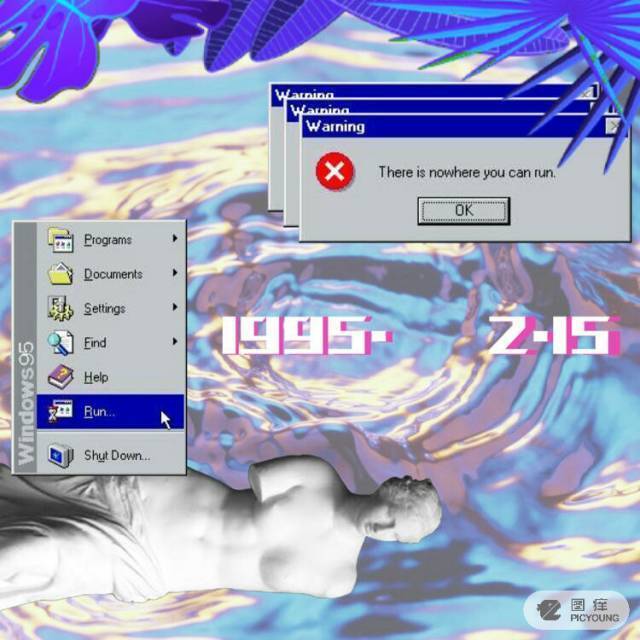 Warning
Warning
Warning
There is nowhere you can run.
OK
Programs
Documents
Settings
Find
Help
Run...
Shut Down...
Windows95
1995· 2·15
图痒
PICYOUNG